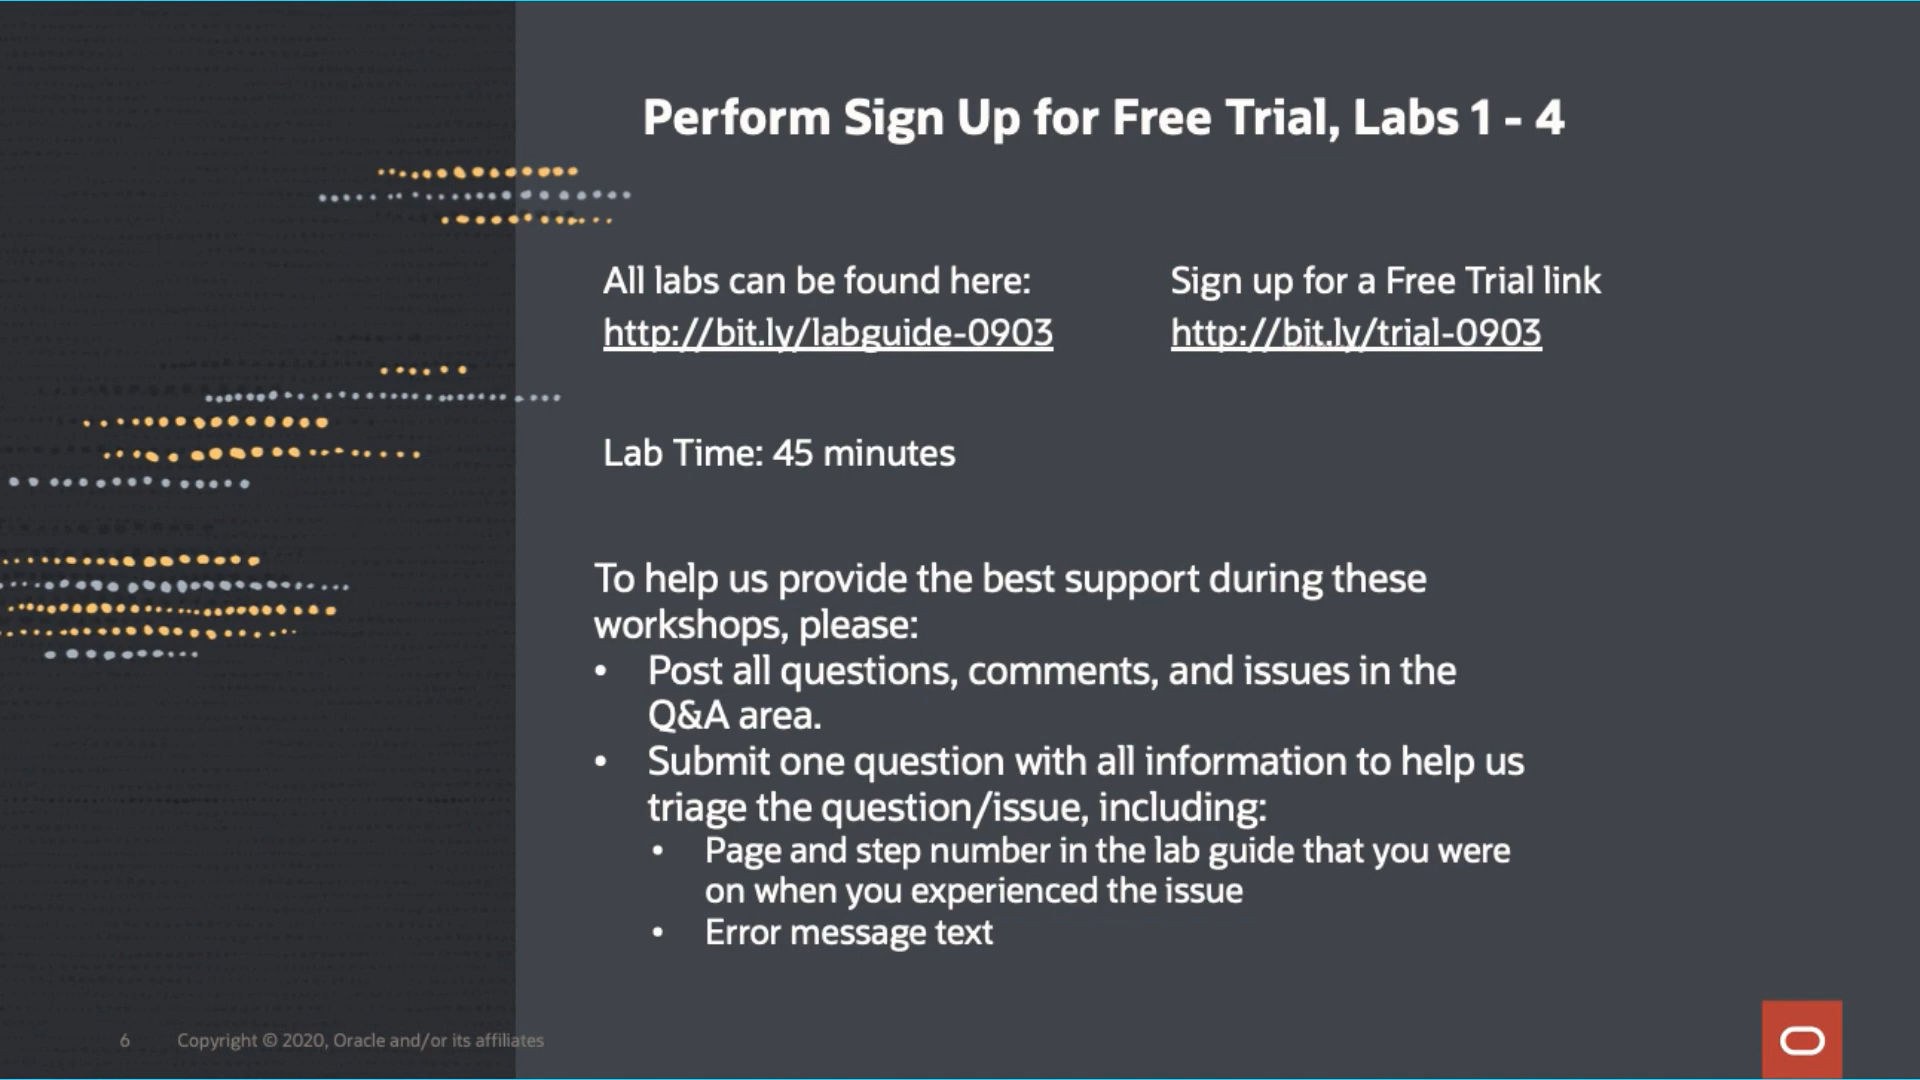 Perform Sign Up for Free Trial, Labs 1 - 4
All labs can be found here:
http://bit.ly/labguide-0903
Sign up for a Free Trial link
http://bit.ly/trial-0903
Lab Time: 45 minutes
To help us provide the best support during these
workshops, please:
• Post all questions, comments, and issues in the
Q&A area.
• Submit one question with all information to help us
triage the question/issue, including:
• Page and step number in the lab guide that you were
on when you experienced the issue
• Error message text
6 Copyright © 2020, Oracle and/or its affiliates